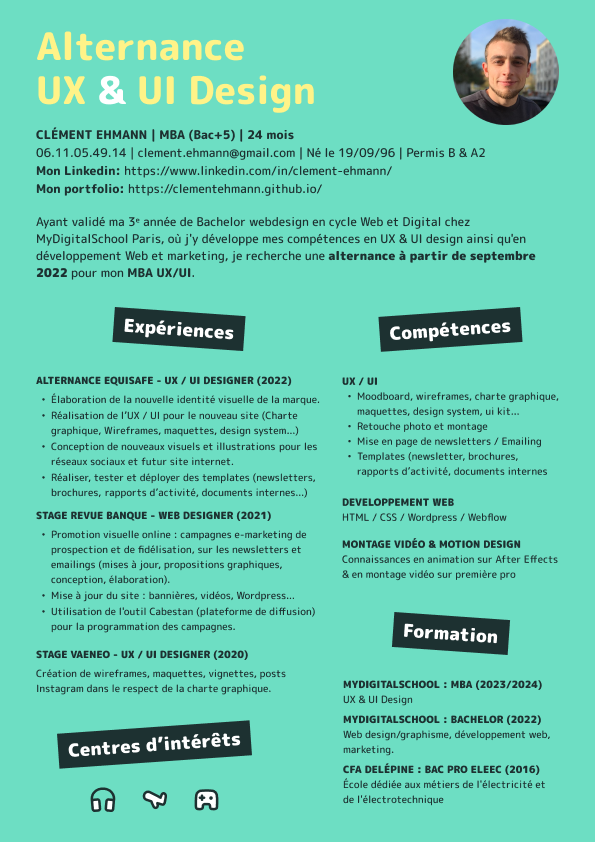 Alternance
UX & UI Design
CLÉMENT EHMANN | MBA (Bac+5) | 24 mois
06.11.05.49.14 | clement.ehmann@gmail.com | Né le 19/09/96 | Permis B & A2
Mon Linkedin: https://www.linkedin.com/in/clement-ehmann/
Mon portfolio: https://clementehmann.github.io/
Ayant validé ma 3ᵉ année de Bachelor webdesign en cycle Web et Digital chez
MyDigitalSchool Paris, où j'y développe mes compétences en UX & UI design ainsi qu'en
développement Web et marketing, je recherche une alternance à partir de septembre
2022 pour mon MBA UX/UI.
Expériences
ALTERNANCE EQUISAFE - UX / UI DESIGNER (2022)
• Élaboration de la nouvelle identité visuelle de la marque.
• Réalisation de l'UX / UI pour le nouveau site (Charte
graphique, Wireframes, maquettes, design system...)
• Conception de nouveaux visuels et illustrations pour les
réseaux sociaux et futur site internet.
• Réaliser, tester et déployer des templates (newsletters,
brochures, rapports d'activité, documents internes...)
STAGE REVUE BANQUE - WEB DESIGNER (2021)
• Promotion visuelle online : campagnes e-marketing de
prospection et de fidélisation, sur les newsletters et
emailings (mises à jour, propositions graphiques,
conception, élaboration).
• Mise à jour du site : bannières, vidéos, Wordpress...
• Utilisation de l'outil Cabestan (plateforme de diffusion)
pour la programmation des campagnes.
STAGE VAENEO - UX / UI DESIGNER (2020)
Création de wireframes, maquettes, vignettes, posts
Instagram dans le respect de la charte graphique.
Centres d'intérêts
Compétences
UX / UI
• Moodboard, wireframes, charte graphique,
maquettes, design system, ui kit...
• Retouche photo et montage
• Mise en page de newsletters / Emailing
• Templates (newsletter, brochures,
rapports d'activité, documents internes
DEVELOPPEMENT WEB
HTML / CSS / Wordpress / Webflow
MONTAGE VIDÉO & MOTION DESIGN
Connaissances en animation sur After Effects
& en montage vidéo sur première pro
Formation
MYDIGITALSCHOOL : MBA (2023/2024)
UX & UI Design
MYDIGITALSCHOOL : BACHELOR (2022)
Web design/graphisme, développement web,
marketing.
CFA DELÉPINE : BAC PRO ELEEC (2016)
École dédiée aux métiers de l'électricité et
de l'électrotechnique